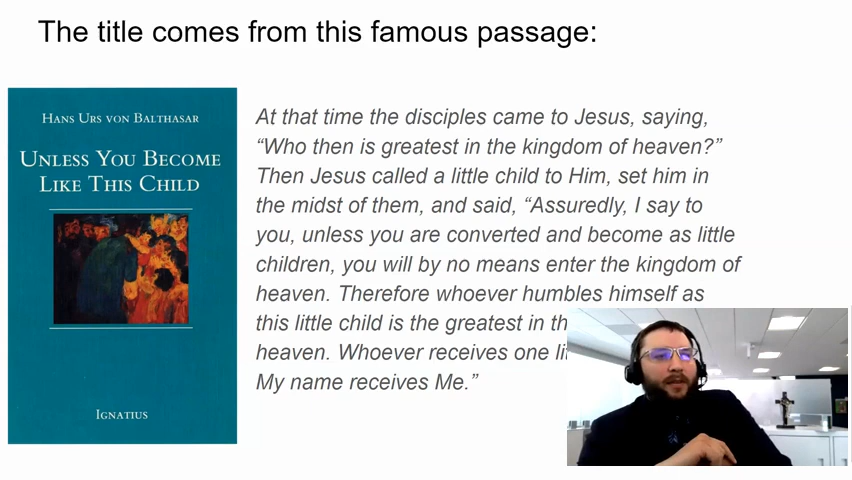 The title comes from this famous passage:
HANS URS VON BALTHASAR
UNLESS YOU BECOME
LIKE THIS CHILD
IGNATIUS
At that time the disciples came to Jesus, saying,
“Who then is greatest in the kingdom of heaven?”
Then Jesus called a little child to Him, set him in
the midst of them, and said, “Assuredly, I say to
you, unless you are converted and become as little
children, you will by no means enter the kingdom of
heaven. Therefore whoever humbles himself as
this little child is the greatest in
heaven. Whoever receives one
My name receives Me.”